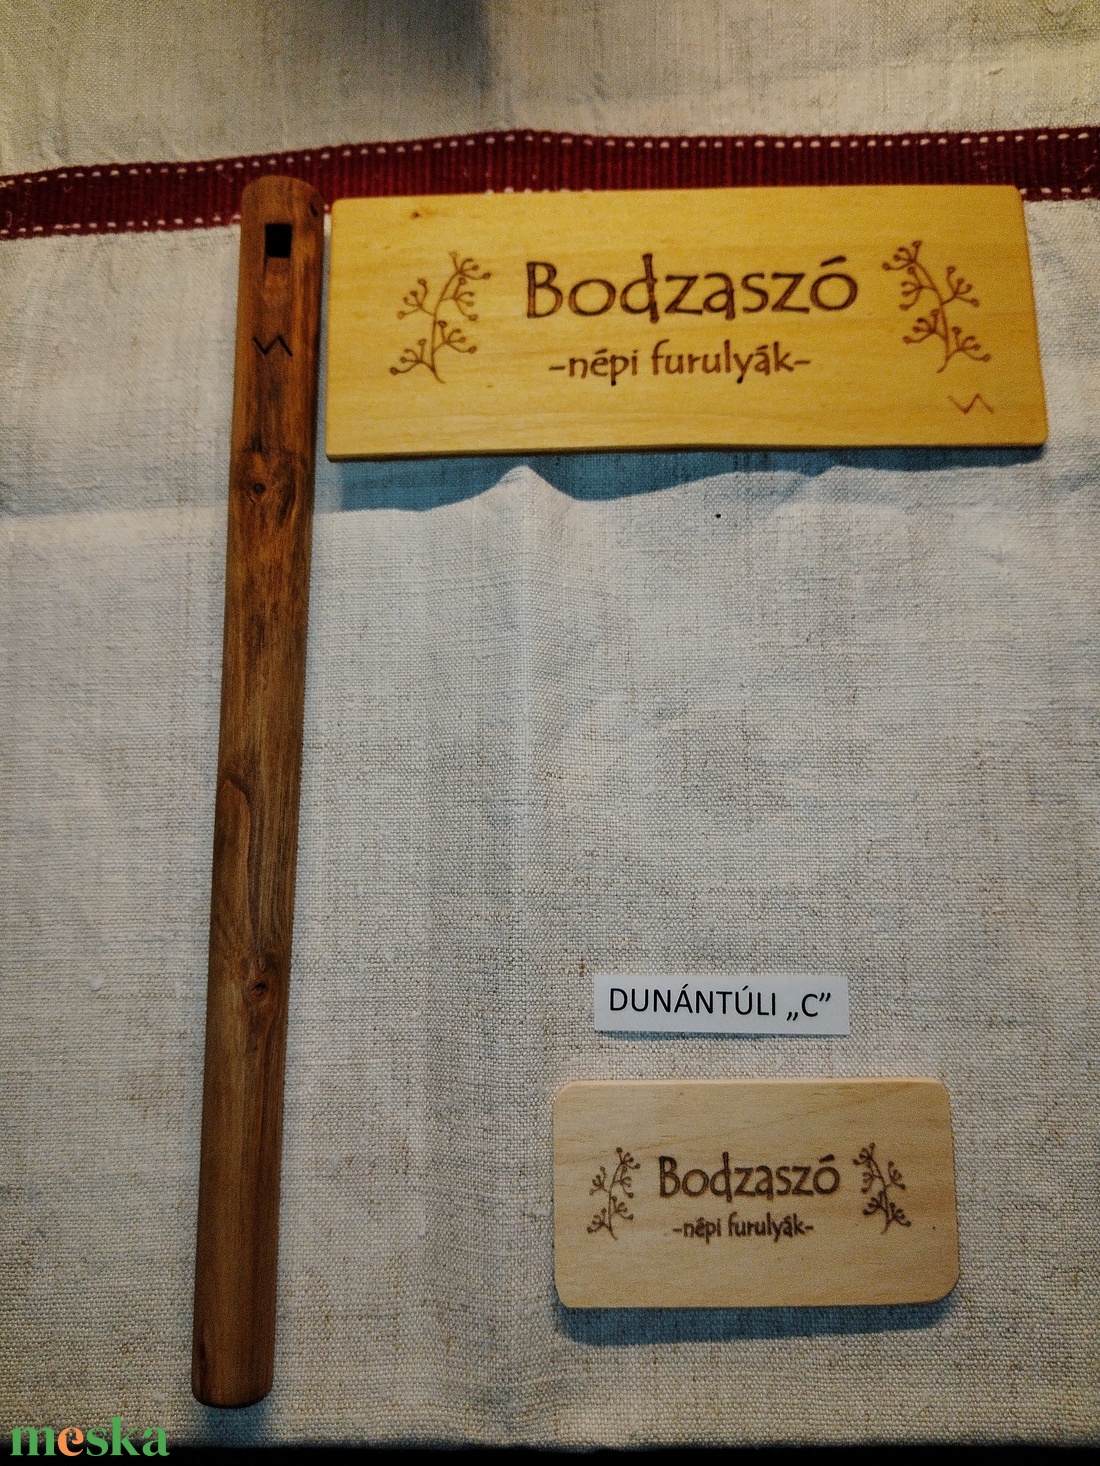 Bodzaszó
-népi furulyák-
DUNÁNTÚLI „C”
Bodzaszó
-népi furulyák-
meska